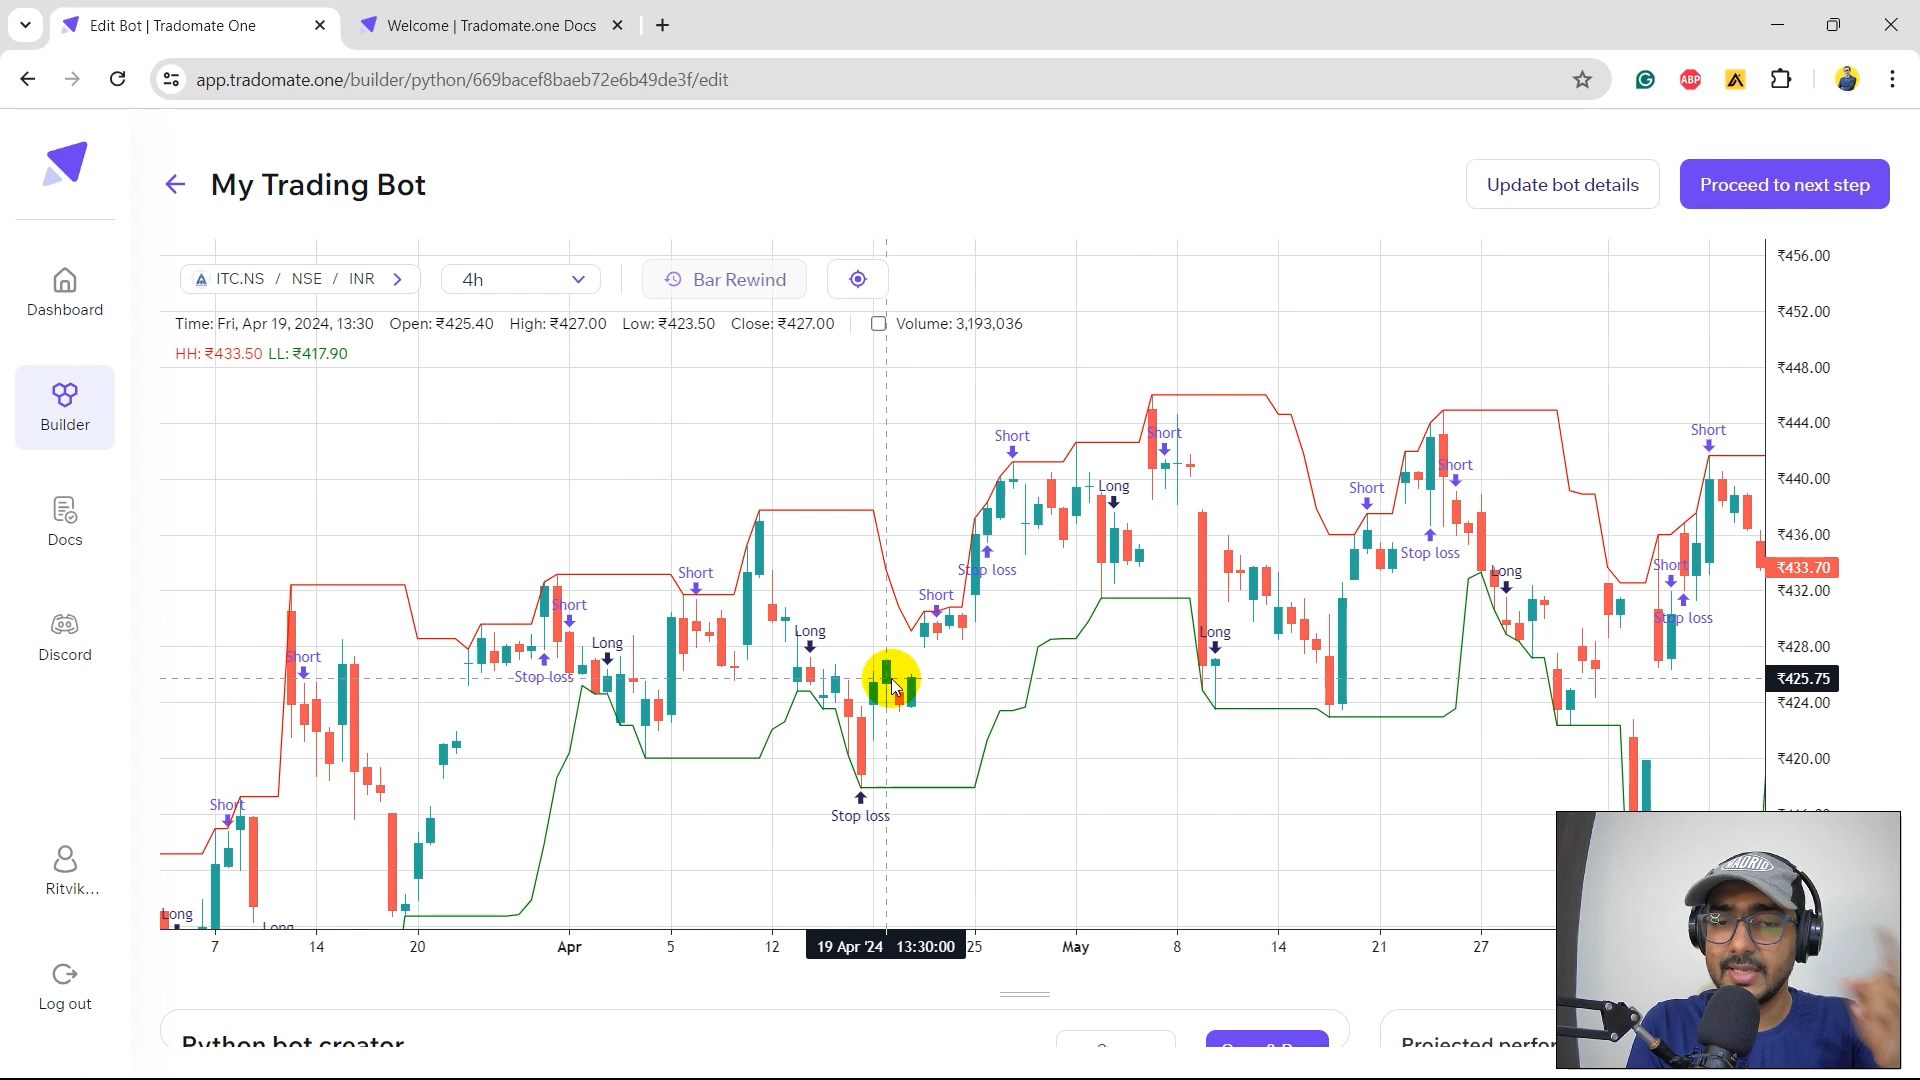 Edit Bot | Tradomate One
Welcome | Tradomate.one Docs
app.tradomate.one/builder/python/669bacef8baeb72e6b49de3f/edit
ABP
My Trading Bot
Update bot details
Proceed to next step
Dashboard
Builder
Docs
Discord
Ritvik...
Log out
ITC.NS / NSE / INR
4h
Bar Rewind
Time: Fri, Apr 19, 2024, 13:30 Open: ₹425.40 High: ₹427.00 Low: ₹423.50 Close: ₹427.00 Volume: 3,193,036
HH: ₹433.50 LL: ₹417.90
₹456.00
₹452.00
₹448.00
₹444.00
₹440.00
₹436.00
₹433.70
₹432.00
₹428.00
₹425.75
₹424.00
₹420.00
Short
Short
Short
Long
Short
Long
Short
Short
Short
Short
Short
Short
Short
Long
Long
Long
Long
Long
Stop loss
Stop loss
Stop loss
Stop loss
Stop loss
7 14 20 Apr 5 12 19 Apr '24 13:30:00 25 May 8 14 21 27
Python bot creator
Projected perfor
MADRID